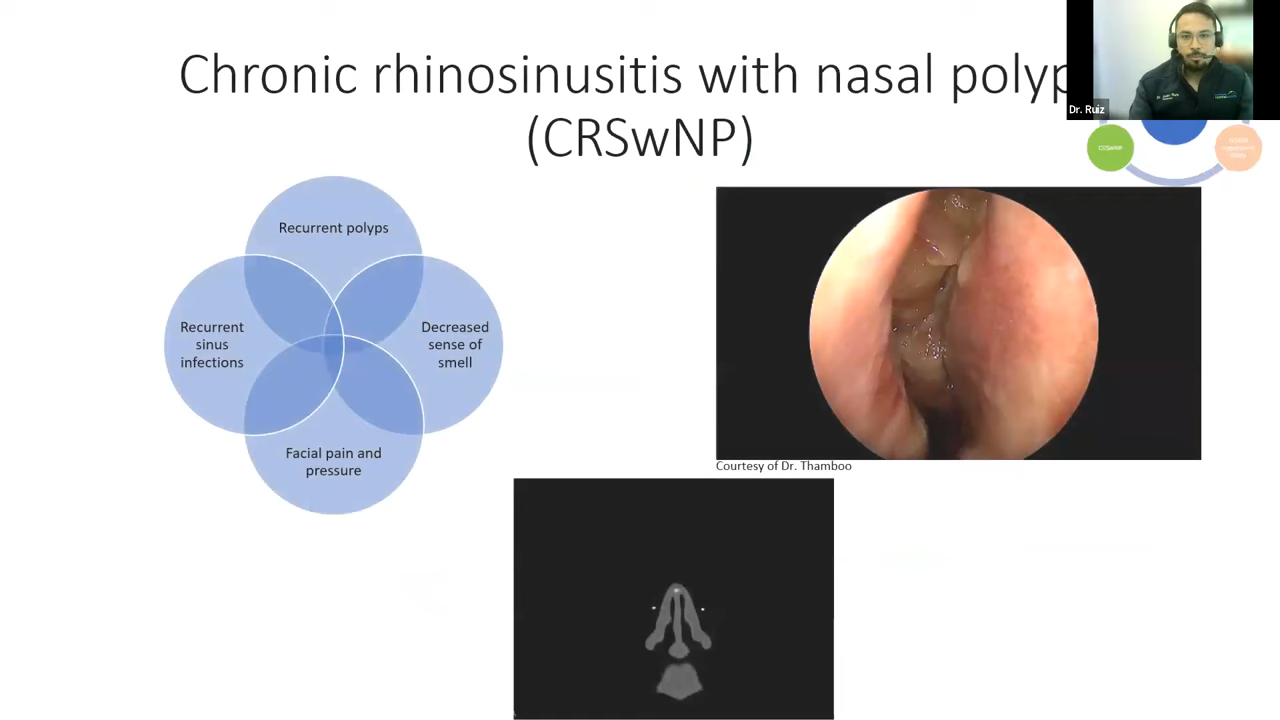 Chronic rhinosinusitis with nasal polyp
(CRSwNP)
Dr. Ruiz
CRSwNP
Recurrent polyps
Recurrent
sinus
infections
Decreased
sense of
smell
Facial pain and
pressure
Courtesy of Dr. Thamboo